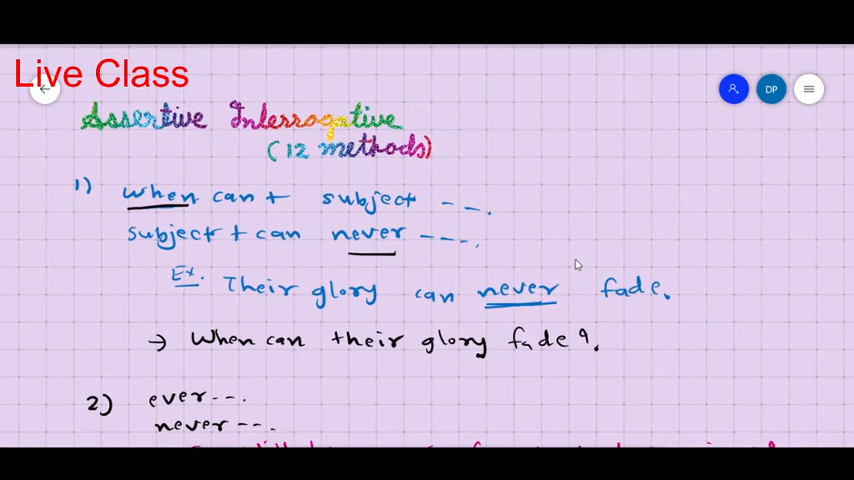 Live Class
DP
Assertive Interrogative
(12 methods)
1) when can + subject ---.
subject + can never ----.
Ex. Their glory can never fade.
→ When can their glory fade ?.
2) ever---.
never ---.